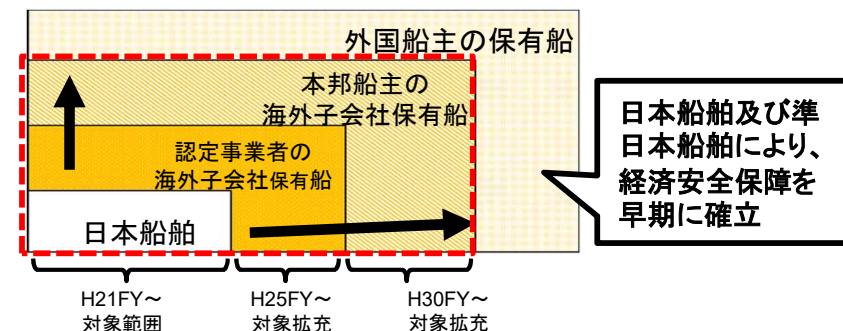 外国船主の保有船
本邦船主の
海外子会社保有船
認定事業者の
海外子会社保有船
日本船舶
日本船舶及び準
日本船舶により、
経済安全保障を
早期に確立
H21FY～
対象範囲
H25FY～
対象拡充
H30FY～
対象拡充